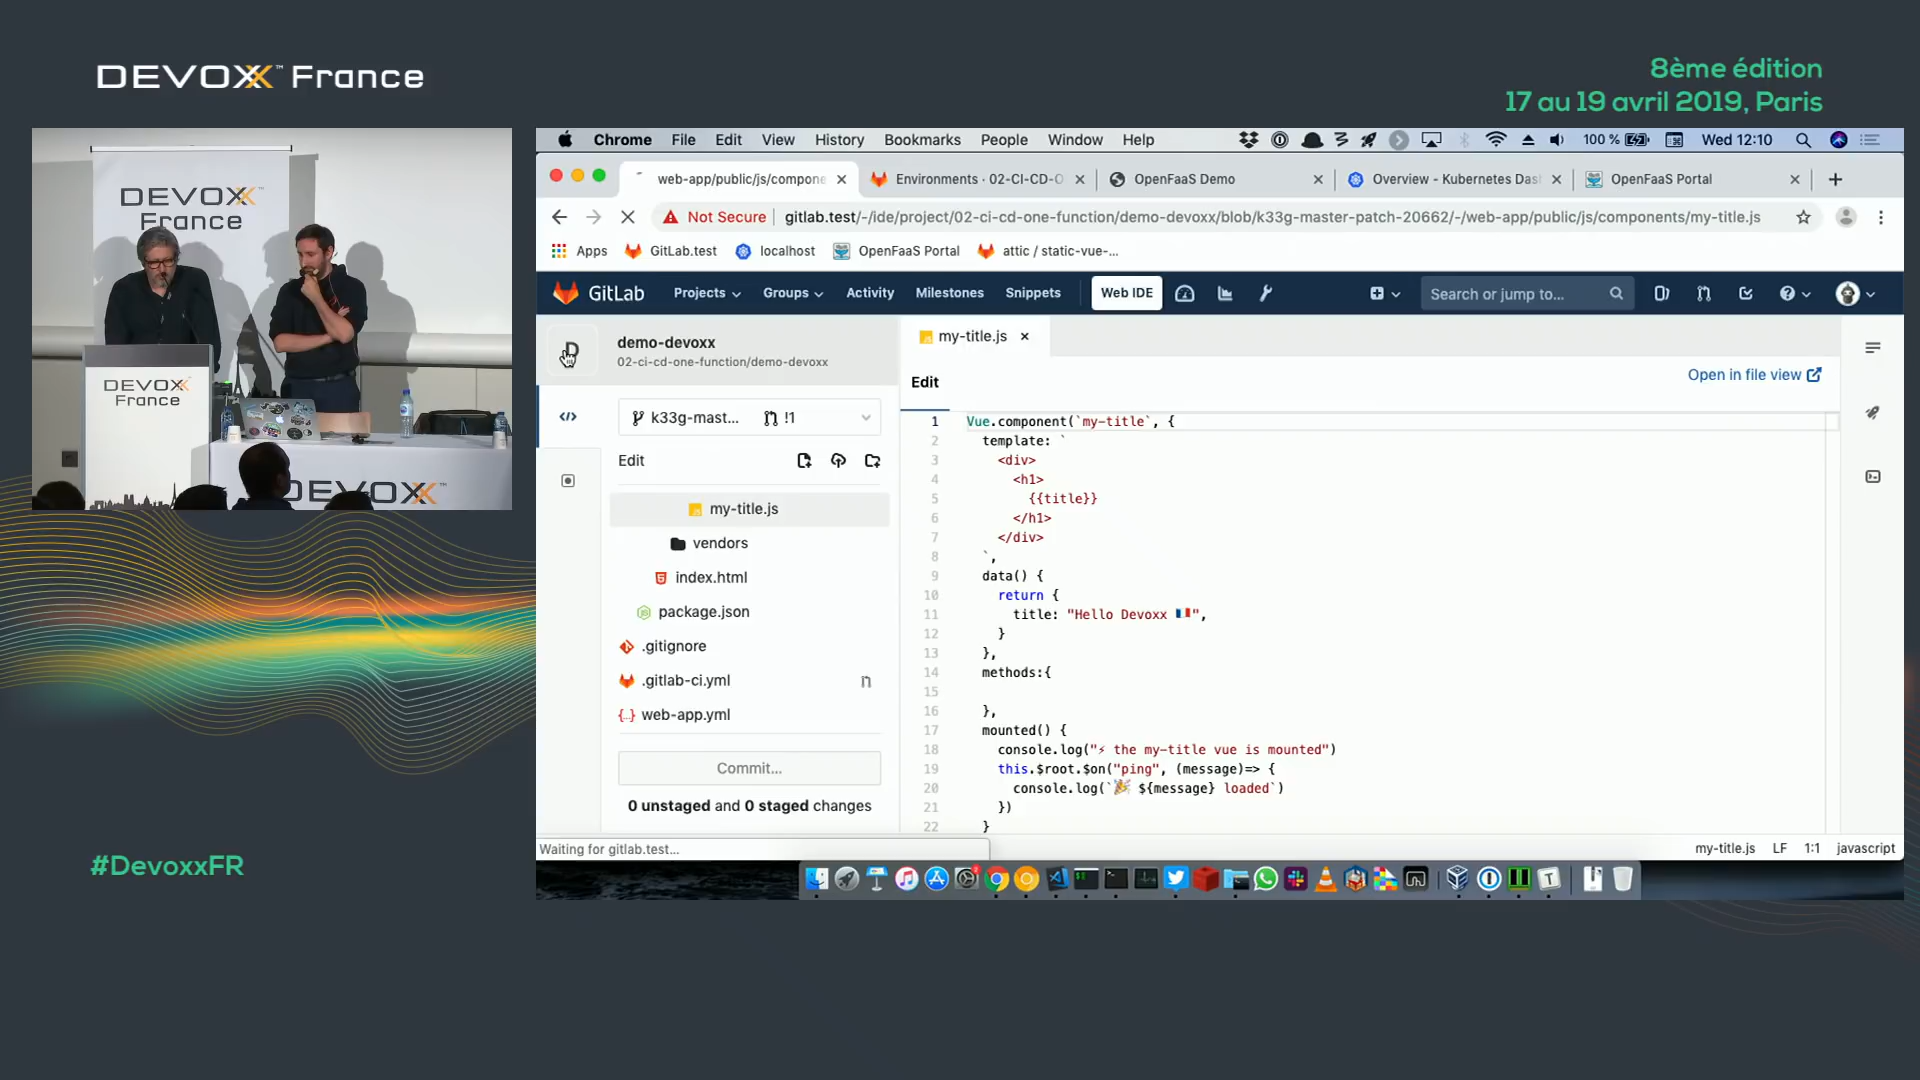 DEVOXX™ France
8ème édition
17 au 19 avril 2019, Paris
DEVOXX™
France
DEVOXX
France
DEVOXX
#DevoxxFR
Chrome File Edit View History Bookmarks People Window Help
100 % Wed 12:10
web-app/public/js/compone
Environments · 02-CI-CD-O
OpenFaaS Demo
Overview - Kubernetes Das
OpenFaaS Portal
Not Secure
gitlab.test/-/ide/project/02-ci-cd-one-function/demo-devoxx/blob/k33g-master-patch-20662/-/web-app/public/js/components/my-title.js
Apps GitLab.test localhost OpenFaaS Portal attic / static-vue-...
GitLab Projects Groups Activity Milestones Snippets Web IDE Search or jump to...
D
demo-devoxx
02-ci-cd-one-function/demo-devoxx
k33g-mast... !1
Edit
my-title.js
vendors
index.html
package.json
.gitignore
.gitlab-ci.yml
{..} web-app.yml
Commit...
0 unstaged and 0 staged changes
Waiting for gitlab.test...
my-title.js
Edit
Open in file view
1 Vue.component(`my-title`, {
2 template: `
3 <div>
4 <h1>
5 {{title}}
6 </h1>
7 </div>
8 `,
9 data() {
10 return {
11 title: "Hello Devoxx 🇫🇷",
12 }
13 },
14 methods:{
15
16 },
17 mounted() {
18 console.log("⚡ the my-title vue is mounted")
19 this.$root.$on("ping", (message)=> {
20 console.log(`🎉 ${message} loaded`)
21 })
22 }
my-title.js LF 1:1 javascript